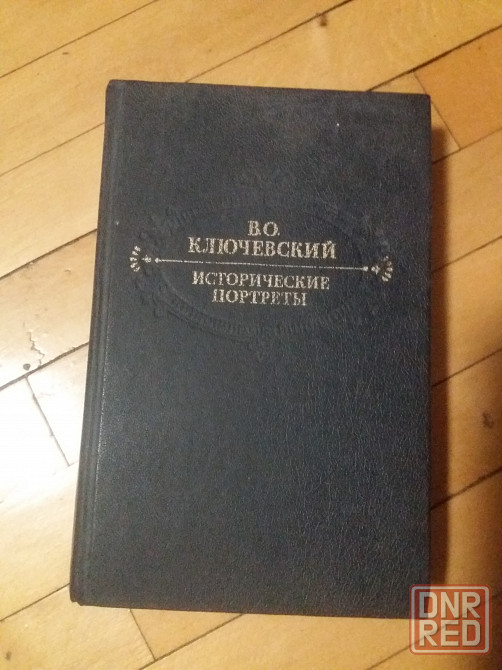 В.О.
КЛЮЧЕВСКИЙ
ИСТОРИЧЕСКИЕ
ПОРТРЕТЫ
DNR
RED